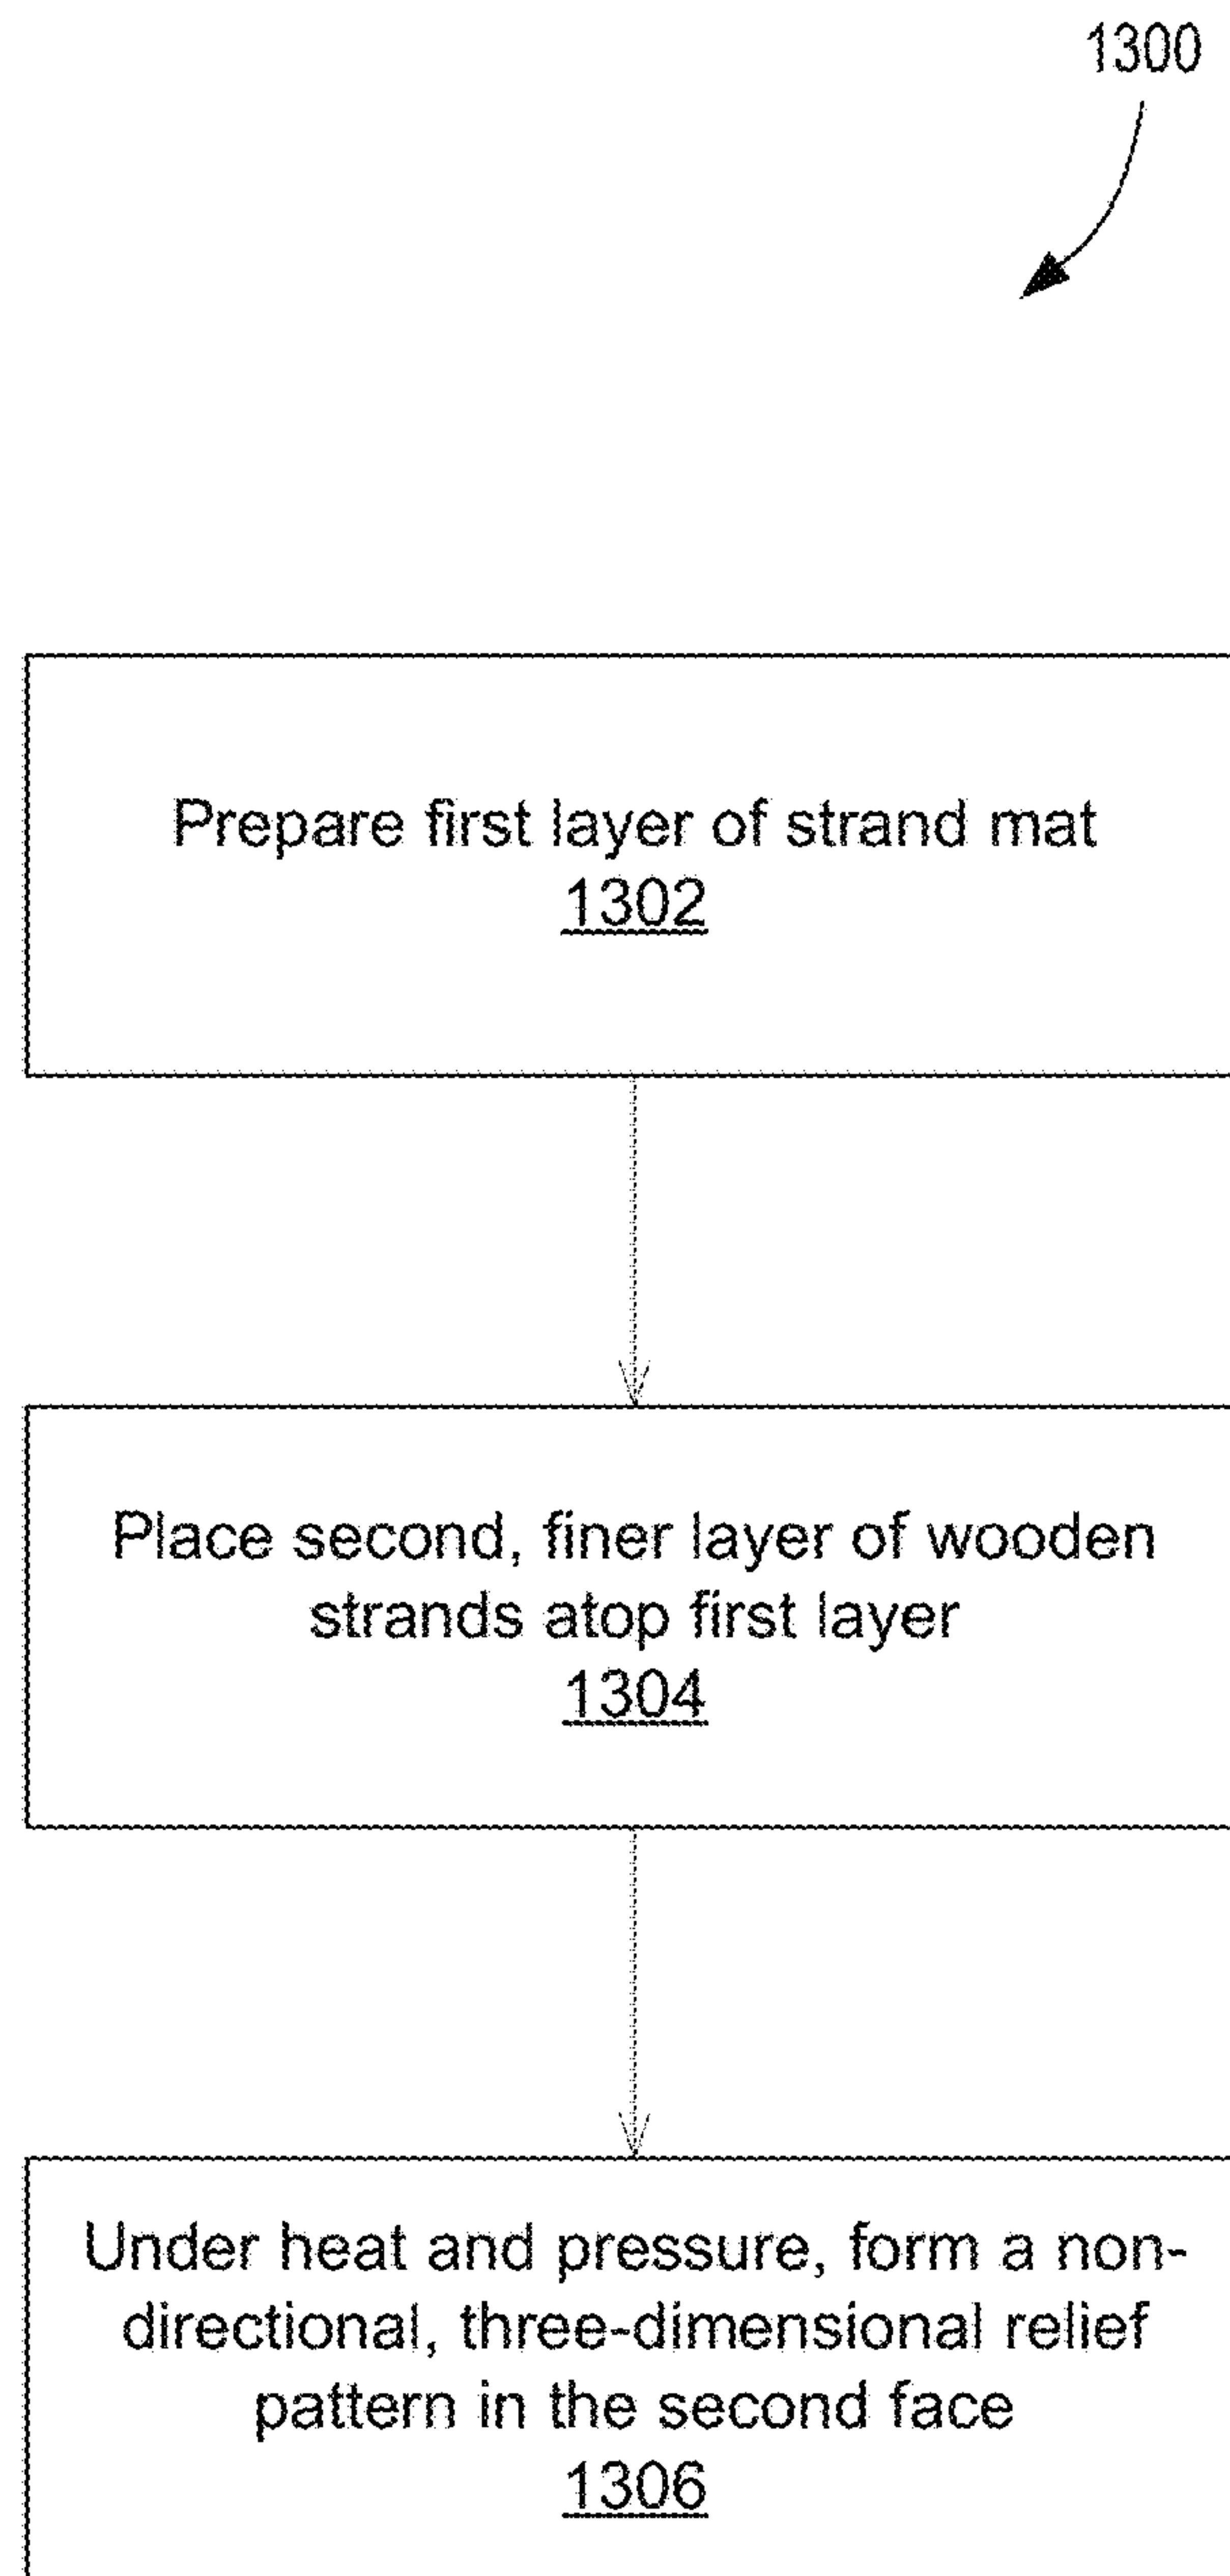 1300
Prepare first layer of strand mat
1302
Place second, finer layer of wooden
strands atop first layer
1304
Under heat and pressure, form a non-
directional, three-dimensional relief
pattern in the second face
1306